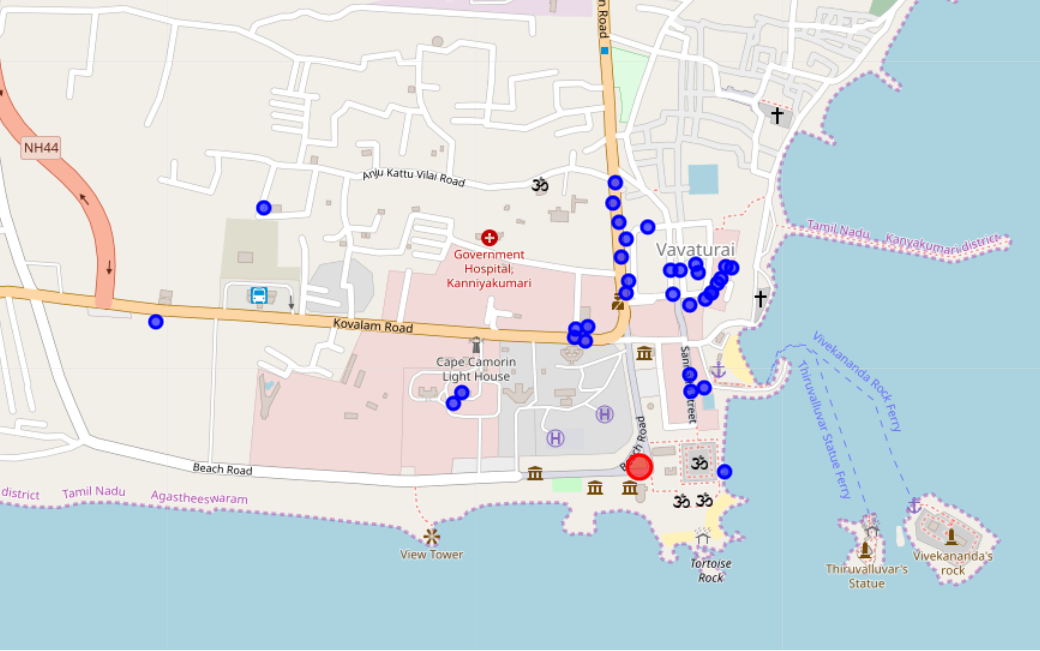 n Road
NH44
Anju Kattu Vilai Road
ॐ
Vavaturai
Tamil Nadu
Kanyakumari district
Government
Hospital;
Kanniyakumari
Kovalam Road
Cape Camorin
Light House
Vivekananda Rock Ferry
Thiruvalluvar Statue Ferry
H
H
Beach Road
Beach Road
ॐ
ॐ
ॐ
district
Tamil Nadu
Agastheeswaram
View Tower
Tortoise
Rock
Thiruvalluvar's
Statue
Vivekananda's
rock